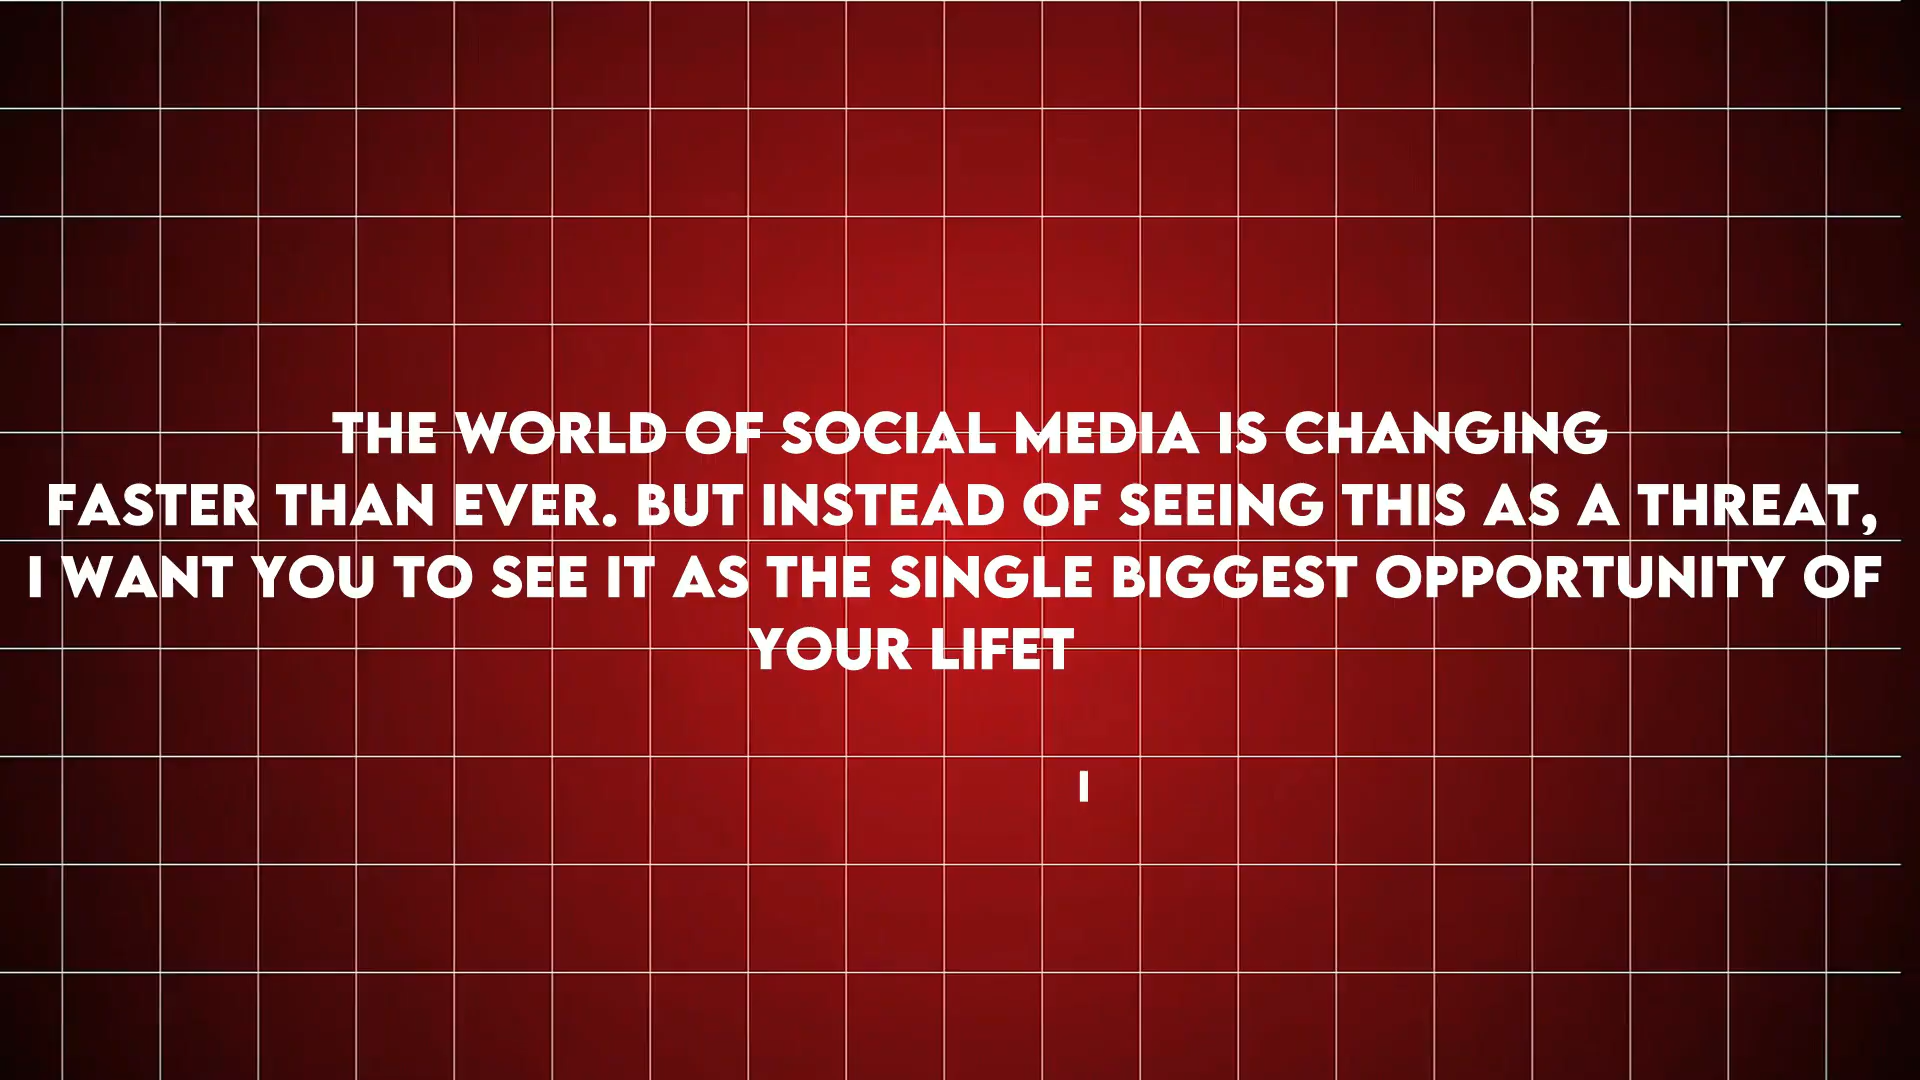 THE WORLD OF SOCIAL MEDIA IS CHANGING
FASTER THAN EVER. BUT INSTEAD OF SEEING THIS AS A THREAT,
I WANT YOU TO SEE IT AS THE SINGLE BIGGEST OPPORTUNITY OF
YOUR LIFET
I